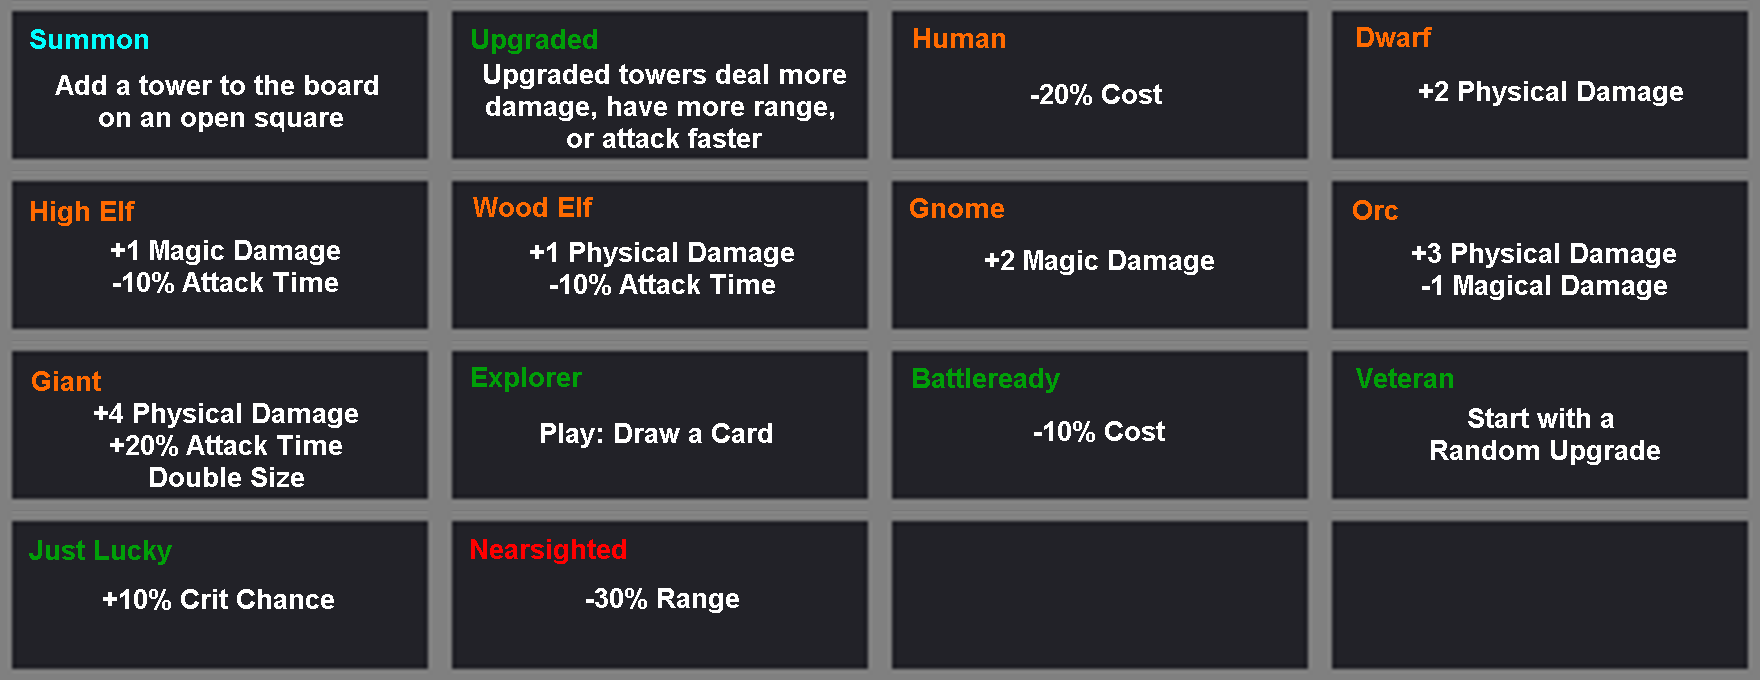 Summon
Add a tower to the board
on an open square
Upgraded
Upgraded towers deal more
damage, have more range,
or attack faster
Human
-20% Cost
Dwarf
+2 Physical Damage
High Elf
+1 Magic Damage
-10% Attack Time
Wood Elf
+1 Physical Damage
-10% Attack Time
Gnome
+2 Magic Damage
Orc
+3 Physical Damage
-1 Magical Damage
Giant
+4 Physical Damage
+20% Attack Time
Double Size
Explorer
Play: Draw a Card
Battleready
-10% Cost
Veteran
Start with a
Random Upgrade
Just Lucky
+10% Crit Chance
Nearsighted
-30% Range